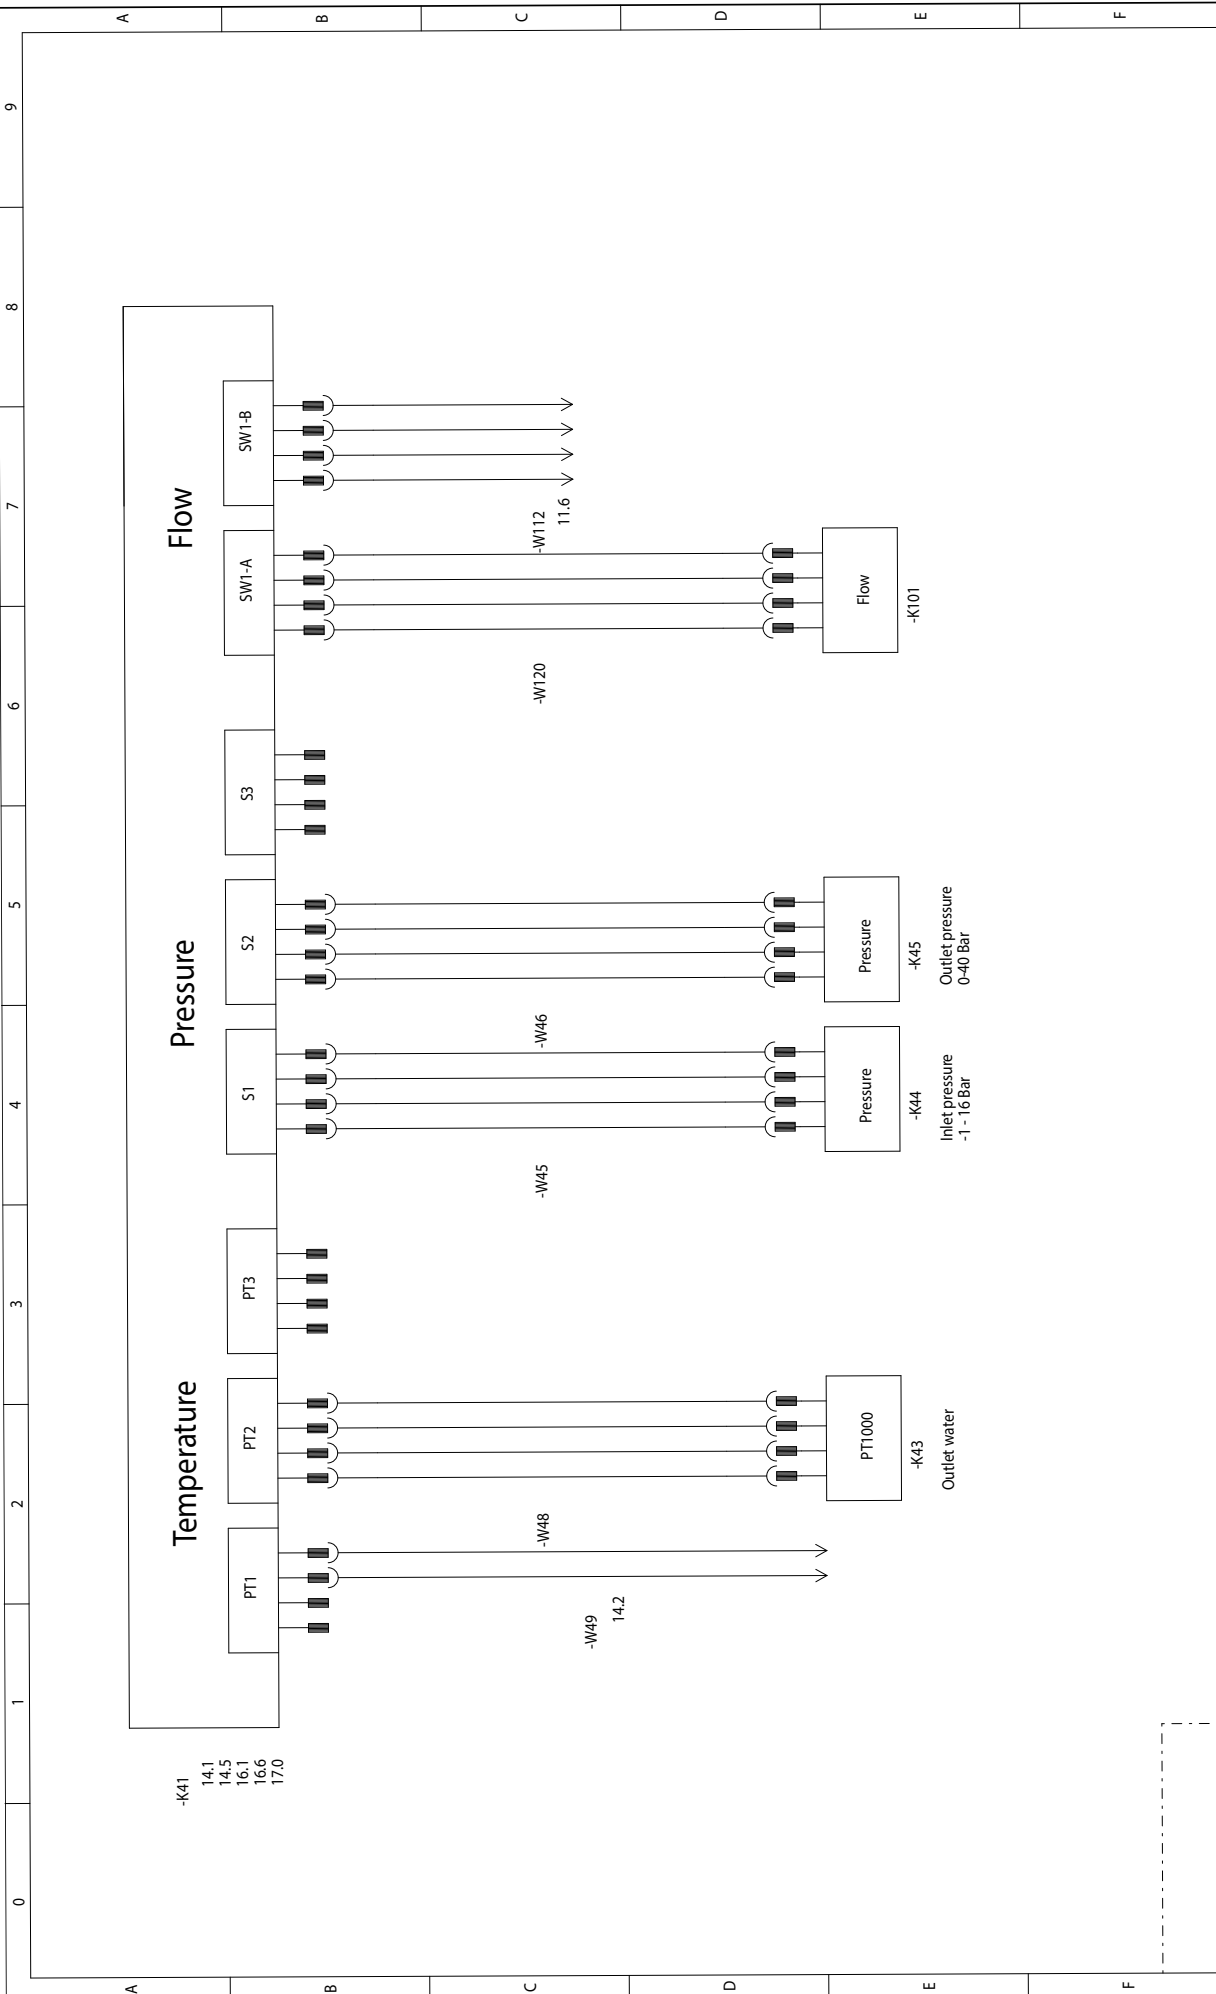 0
1
2
3
4
5
6
7
8
9
A
A
-K41
14.1
14.5
16.1
16.6
17.0
Temperature
Pressure
Flow
PT1
PT2
PT3
S1
S2
S3
SW1-A
SW1-B
B
B
C
C
-W49
14.2
-W48
-W45
-W46
-W120
-W112
11.6
D
D
PT1000
Pressure
Pressure
Flow
E
E
-K43
Outlet water
-K44
Inlet pressure
-1 - 16 Bar
-K45
Outlet pressure
0-40 Bar
-K101
F
F